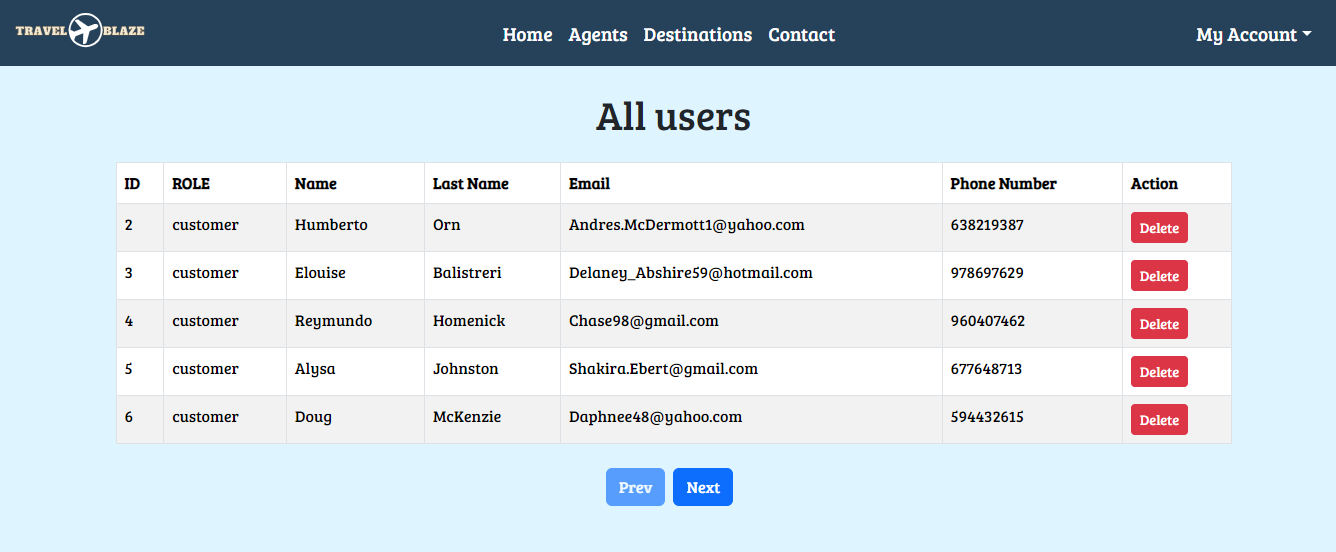 TRAVEL BLAZE Home Agents Destinations Contact My Account
All users
ID ROLE Name Last Name Email Phone Number Action
2 customer Humberto Orn Andres.McDermott1@yahoo.com 638219387 Delete
3 customer Elouise Balistreri Delaney_Abshire59@hotmail.com 978697629 Delete
4 customer Reymundo Homenick Chase98@gmail.com 960407462 Delete
5 customer Alysa Johnston Shakira.Ebert@gmail.com 677648713 Delete
6 customer Doug McKenzie Daphnee48@yahoo.com 594432615 Delete
Prev Next